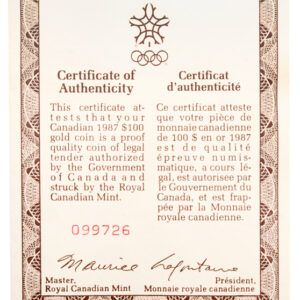 Certificate of
Authenticity
This certificate at-
tests that your
Canadian 1987 $100
gold coin is a proof
quality coin of legal
tender authorized
by the Government
of Canada and
struck by the Royal
Canadian Mint.
099726
Master,
Royal Canadian Mint
Certificat
d'authenticité
Ce certificat atteste
que votre pièce de
monnaie canadienne
de 100 $ en or 1987
est de qualité
épreuve numis-
matique, a cours lé-
gal, est autorisée par
le Gouvernement du
Canada, et est frap-
pée par la Monnaie
royale canadienne.
Maurice Lafontaine
Président,
Monnaie royale canadienne